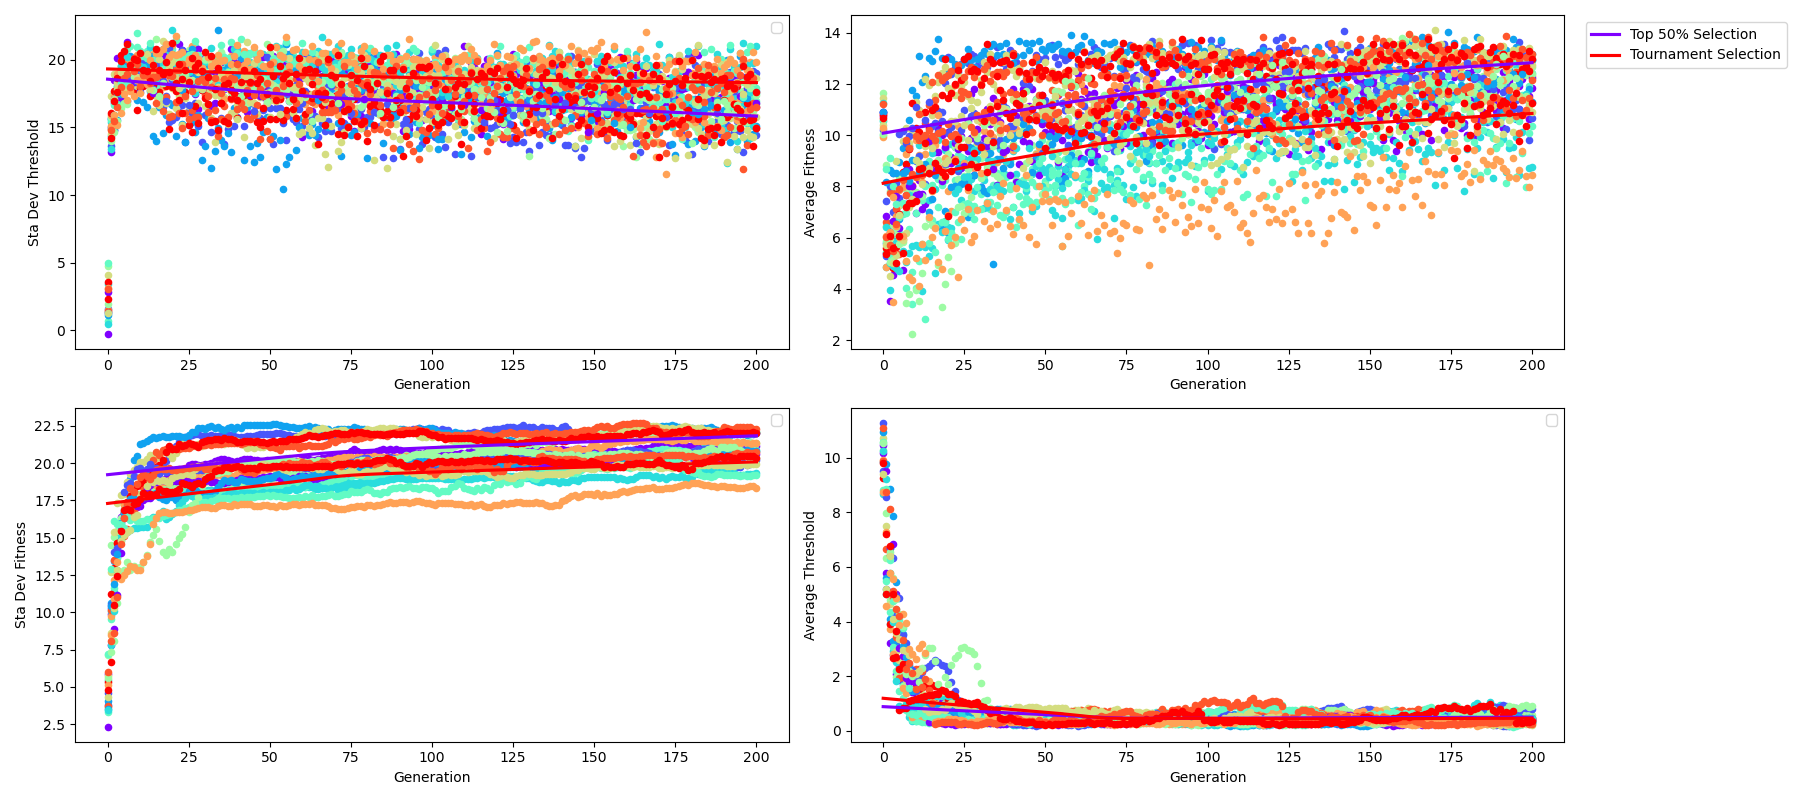 20
15
10
5
0
Sta Dev Threshold
0 25 50 75 100 125 150 175 200
Generation
14
12
10
8
6
4
2
Average Fitness
0 25 50 75 100 125 150 175 200
Generation
Top 50% Selection
Tournament Selection
22.5
20.0
17.5
15.0
12.5
10.0
7.5
5.0
2.5
Sta Dev Fitness
0 25 50 75 100 125 150 175 200
Generation
10
8
6
4
2
0
Average Threshold
0 25 50 75 100 125 150 175 200
Generation